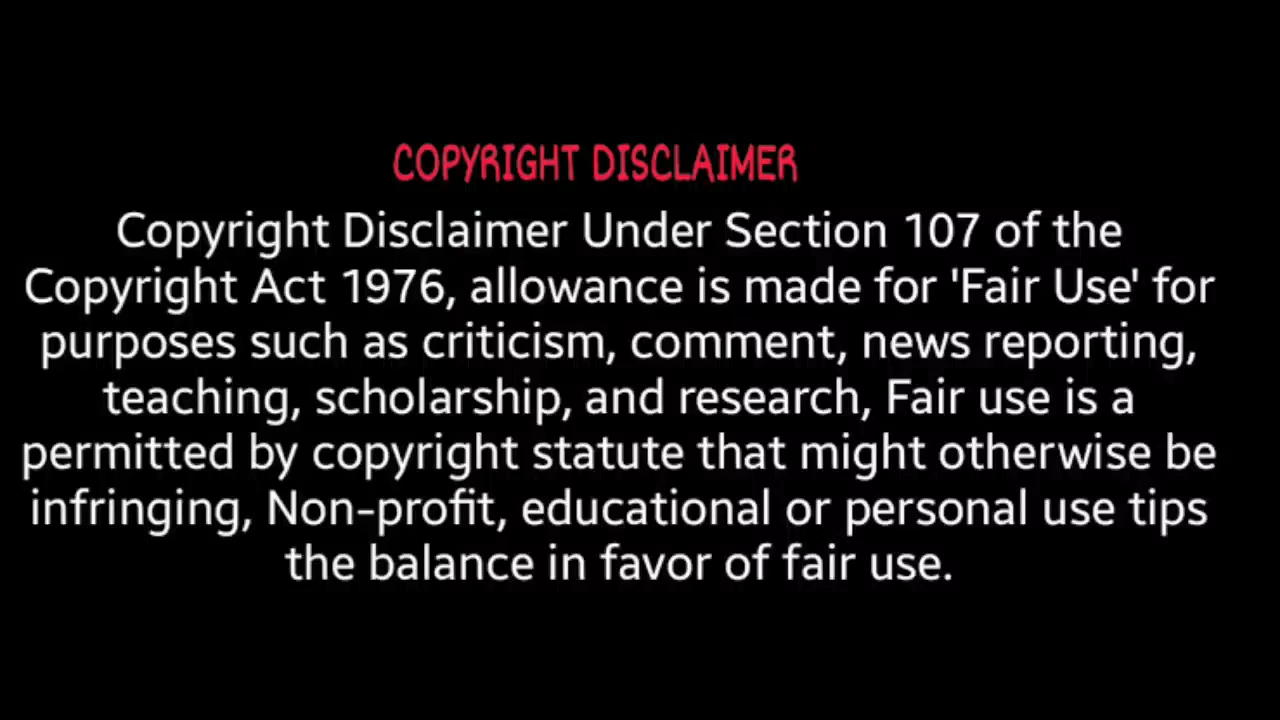 COPYRIGHT DISCLAIMER
Copyright Disclaimer Under Section 107 of the
Copyright Act 1976, allowance is made for 'Fair Use' for
purposes such as criticism, comment, news reporting,
teaching, scholarship, and research, Fair use is a
permitted by copyright statute that might otherwise be
infringing, Non-profit, educational or personal use tips
the balance in favor of fair use.